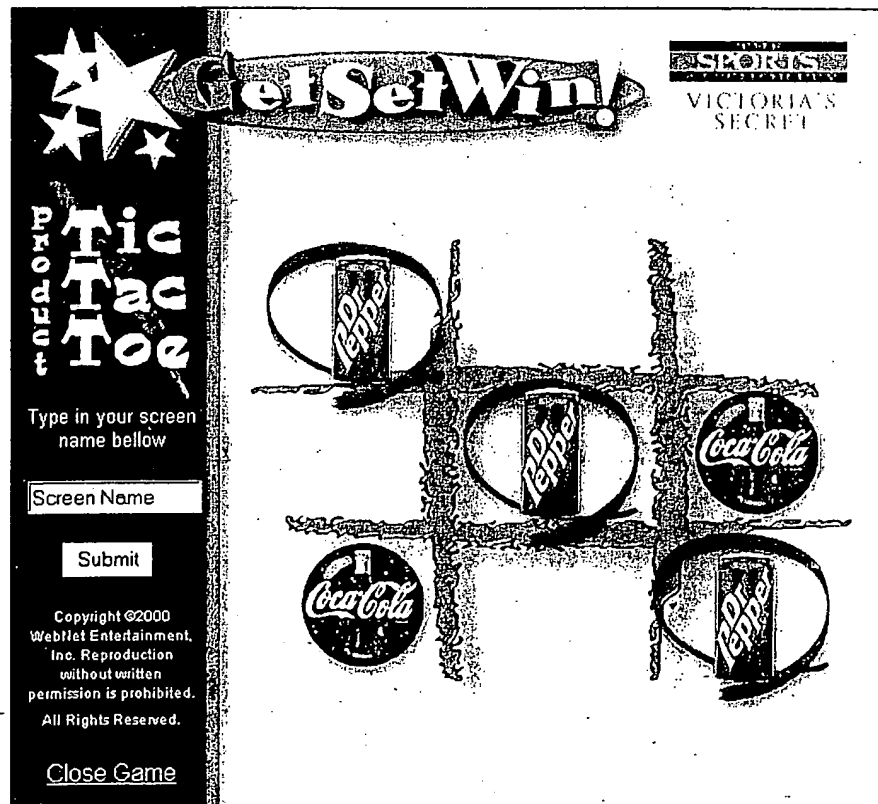 GetSetWin!
THE
SPORTS
AUTHORITY
VICTORIA'S
SECRET
Product
Tic
Tac
Toe
Type in your screen
name bellow
Screen Name
Submit
Copyright ©2000
WebNet Entertainment,
Inc. Reproduction
without written
permission is prohibited.
All Rights Reserved.
Close Game
Dr
Pepper
Dr
Pepper
Coca-Cola
Coca-Cola
Dr
Pepper